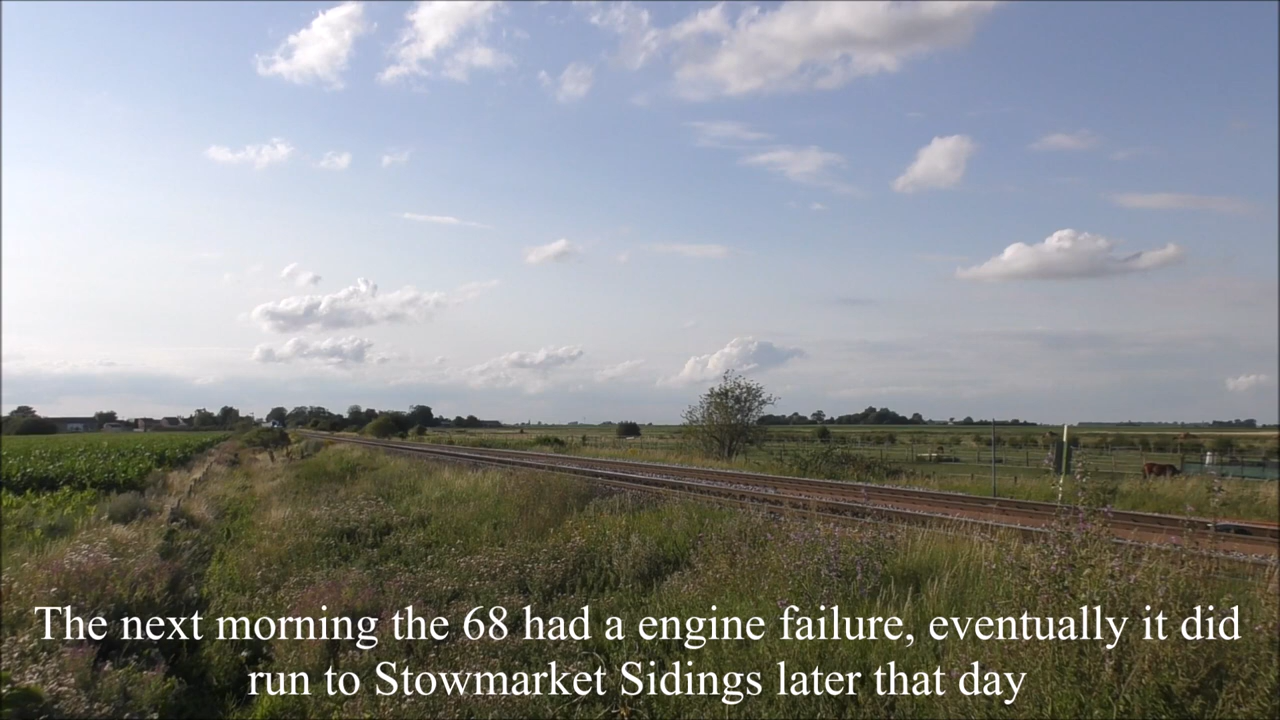 The next morning the 68 had a engine failure, eventually it did
run to Stowmarket Sidings later that day